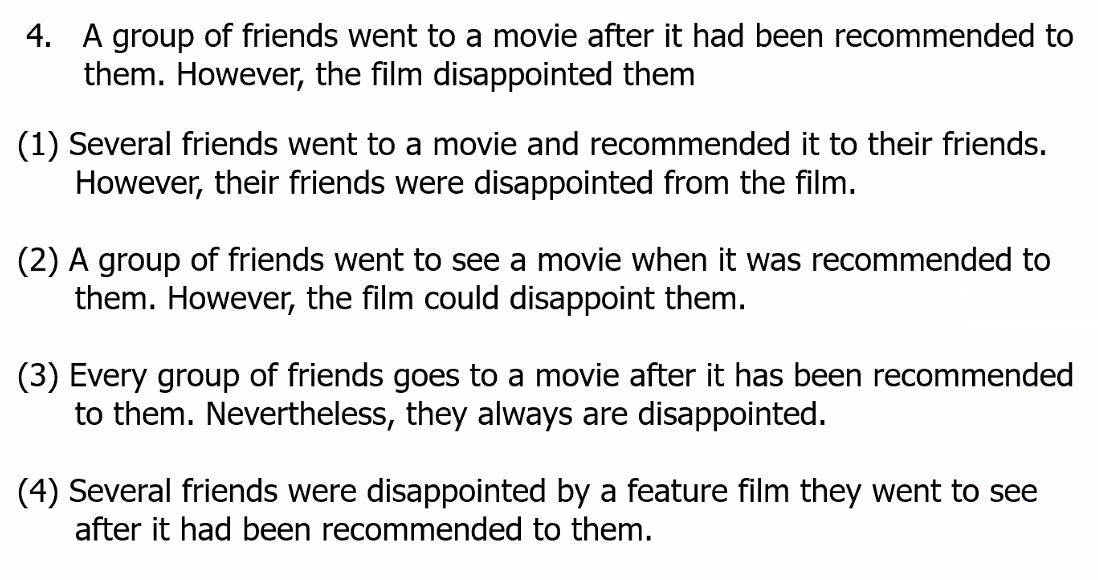 4. A group of friends went to a movie after it had been recommended to
them. However, the film disappointed them
(1) Several friends went to a movie and recommended it to their friends.
However, their friends were disappointed from the film.
(2) A group of friends went to see a movie when it was recommended to
them. However, the film could disappoint them.
(3) Every group of friends goes to a movie after it has been recommended
to them. Nevertheless, they always are disappointed.
(4) Several friends were disappointed by a feature film they went to see
after it had been recommended to them.